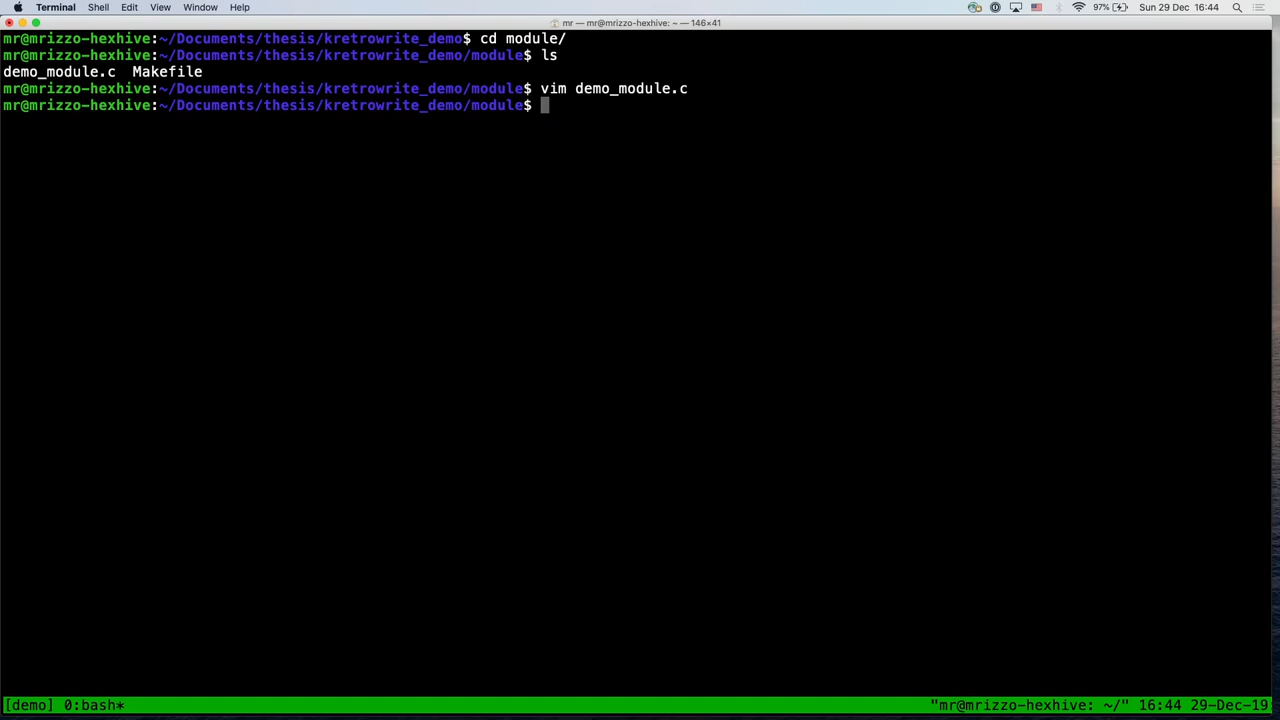 Terminal Shell Edit View Window Help 97% Sun 29 Dec 16:44
mr — mr@mrizzo-hexhive: ~ — 146×41
mr@mrizzo-hexhive:~/Documents/thesis/kretrowrite_demo$ cd module/
mr@mrizzo-hexhive:~/Documents/thesis/kretrowrite_demo/module$ ls
demo_module.c  Makefile
mr@mrizzo-hexhive:~/Documents/thesis/kretrowrite_demo/module$ vim demo_module.c
mr@mrizzo-hexhive:~/Documents/thesis/kretrowrite_demo/module$
[demo] 0:bash* "mr@mrizzo-hexhive: ~/" 16:44 29-Dec-19